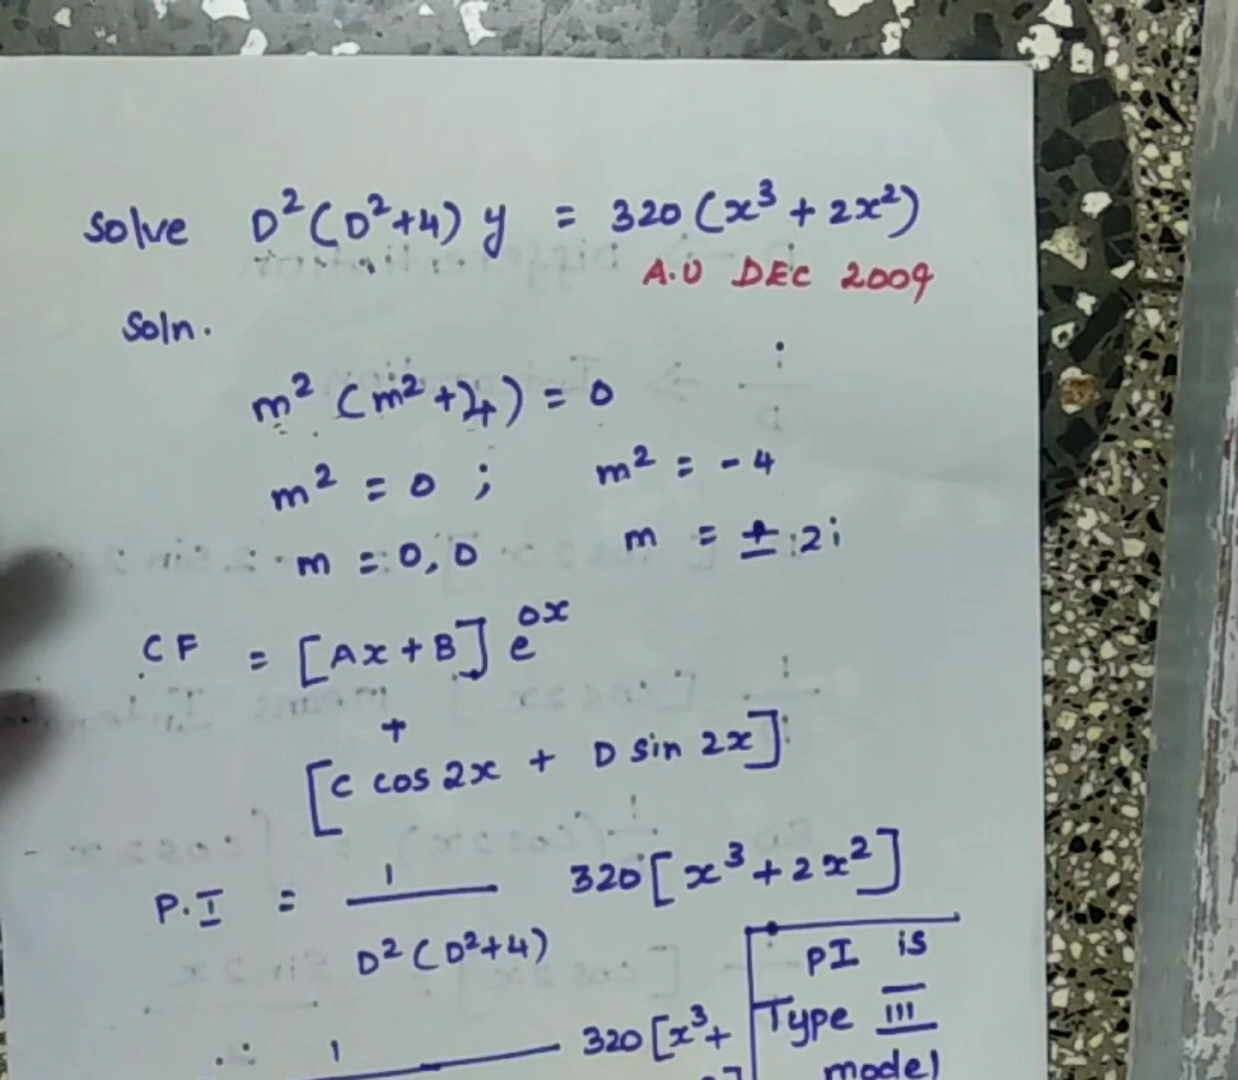 Solve D²(D²+4) y = 320 (x³ + 2x²)
A.U DEC 2009
Soln.
m² (m² + 4) = 0
m² = 0 ; m² = -4
m = 0, 0 m = ± 2i
CF = [Ax + B] e^0x
+
[C cos 2x + D sin 2x]
P.I = 1 / D² (D²+4) 320 [x³ + 2x²]
PI is
Type III
model
∴ 1 320 [x³+